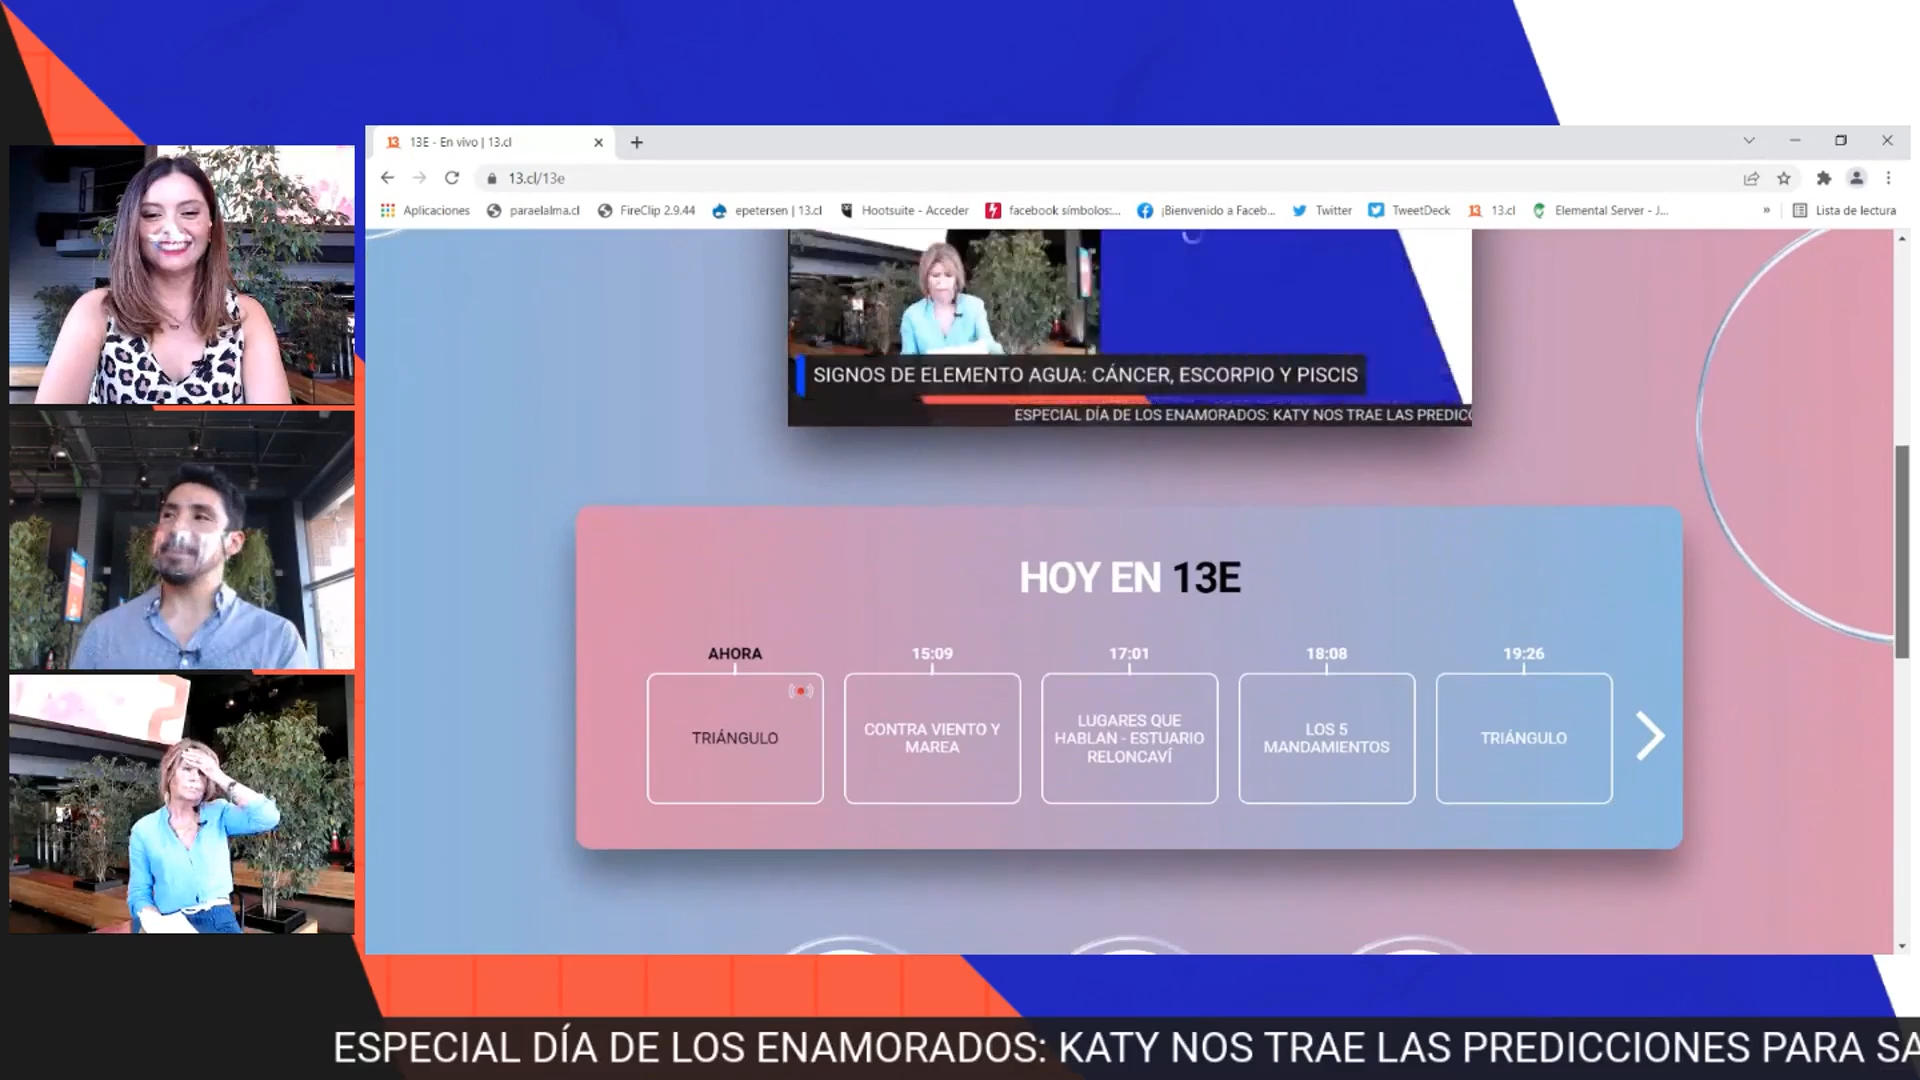 13 13E - En vivo | 13.cl
13.cl/13e
Aplicaciones paraelalma.cl FireClip 2.9.44 epetersen | 13.cl Hootsuite - Acceder facebook símbolos:... ¡Bienvenido a Faceb... Twitter TweetDeck 13 13.cl Elemental Server - J... » Lista de lectura
SIGNOS DE ELEMENTO AGUA: CÁNCER, ESCORPIO Y PISCIS
ESPECIAL DÍA DE LOS ENAMORADOS: KATY NOS TRAE LAS PREDICC
HOY EN 13E
AHORA 15:09 17:01 18:08 19:26
TRIÁNGULO
CONTRA VIENTO Y
MAREA
LUGARES QUE
HABLAN - ESTUARIO
RELONCAVÍ
LOS 5
MANDAMIENTOS
TRIÁNGULO
ESPECIAL DÍA DE LOS ENAMORADOS: KATY NOS TRAE LAS PREDICCIONES PARA SA